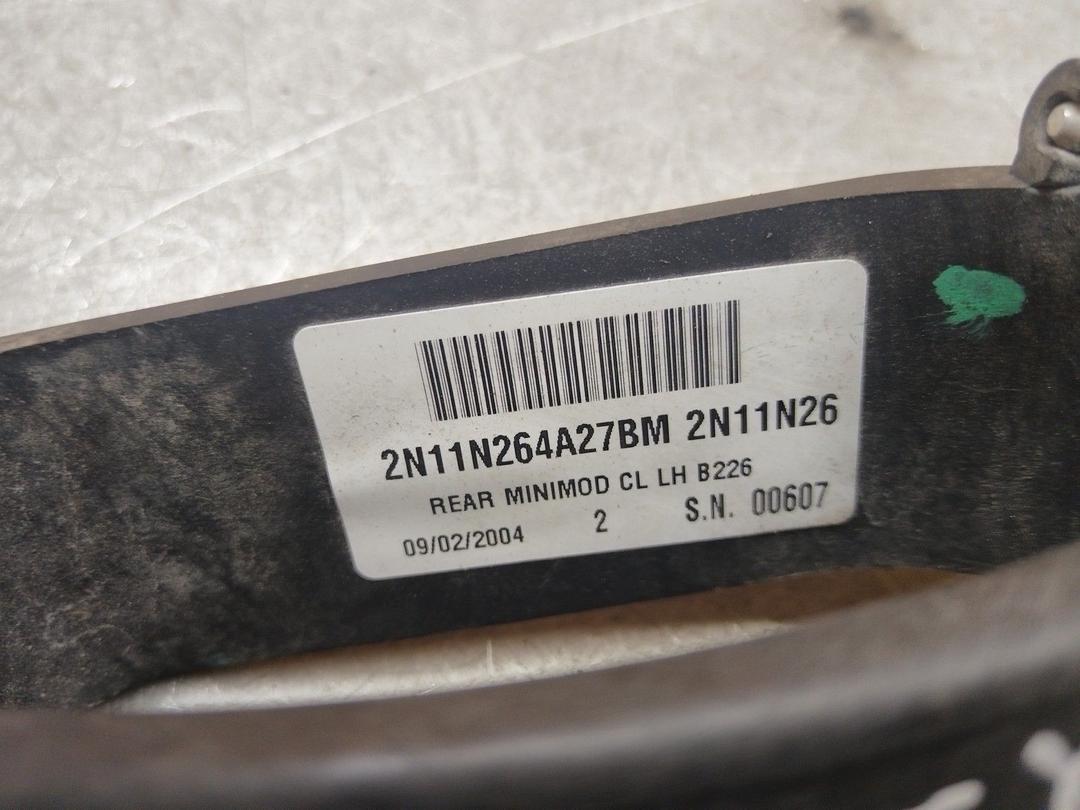 2N11N264A27BM 2N11N26
REAR MINIMOD CL LH B226
09/02/2004 2 S.N. 00607